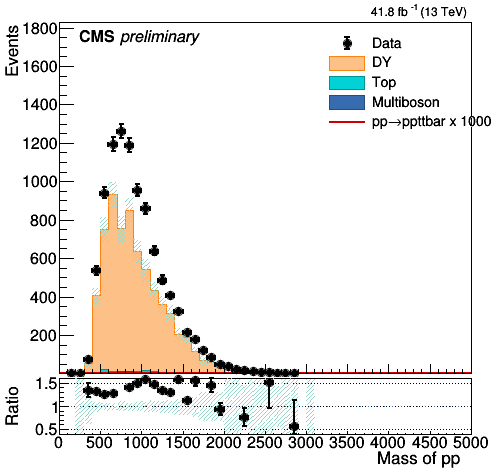 41.8 fb⁻¹ (13 TeV)
CMS preliminary
Events
1800
1600
1400
1200
1000
800
600
400
200
Data
DY
Top
Multiboson
pp→ppttbar x 1000
Ratio
1.5
1
0.5
0 500 1000 1500 2000 2500 3000 3500 4000 4500 5000
Mass of pp